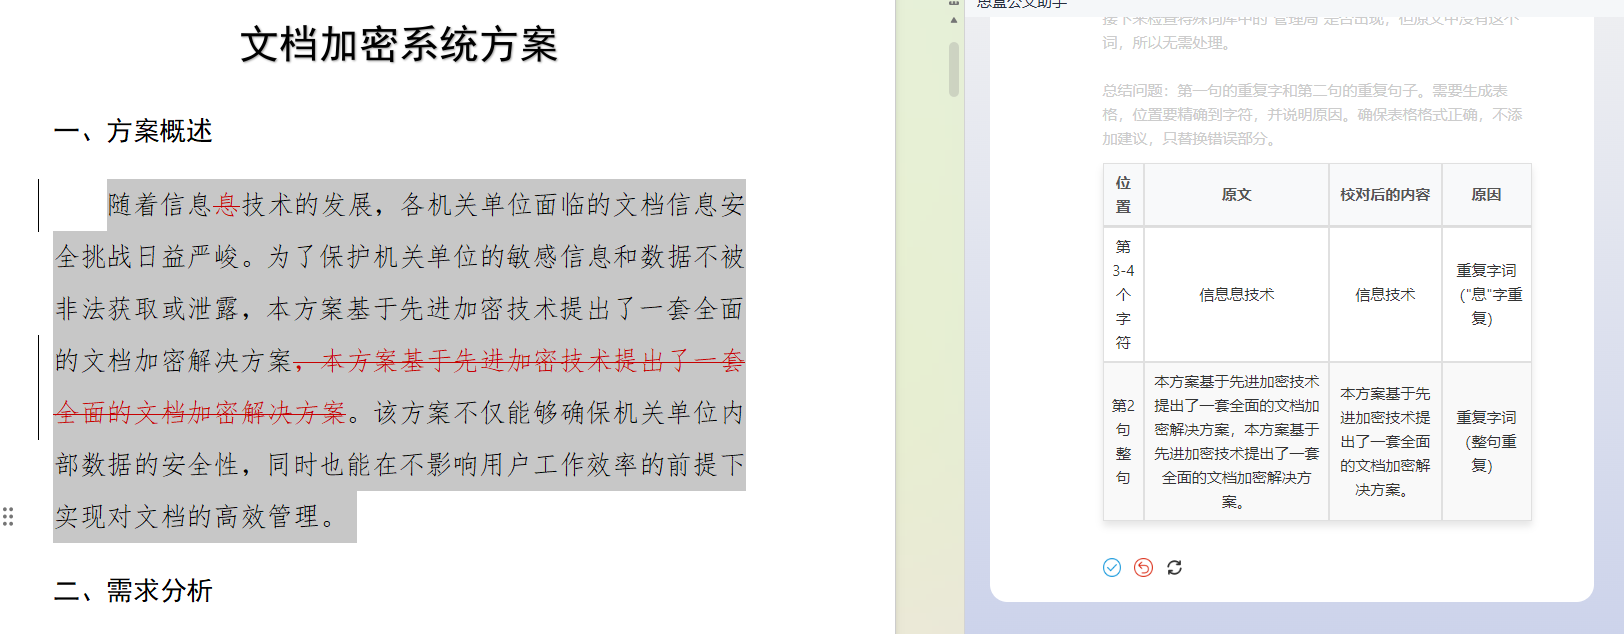 文档加密系统方案
一、方案概述
随着信息息技术的发展，各机关单位面临的文档信息安
全挑战日益严峻。为了保护机关单位的敏感信息和数据不被
非法获取或泄露，本方案基于先进加密技术提出了一套全面
的文档加密解决方案，本方案基于先进加密技术提出了一套
全面的文档加密解决方案。该方案不仅能够确保机关单位内
部数据的安全性，同时也能在不影响用户工作效率的前提下
实现对文档的高效管理。
二、需求分析
思盒公文助手
接下来检查特殊词库中的"管理局"是否出现，但原文中没有这个
词，所以无需处理。
总结问题：第一句的重复字和第二句的重复句子。需要生成表
格，位置要精确到字符，并说明原因。确保表格格式正确，不添
加建议，只替换错误部分。
位
置
原文
校对后的内容
原因
第
3-4
个
字
符
信息息技术
信息技术
重复字词
("息"字重
复)
第2
句
整
句
本方案基于先进加密技术
提出了一套全面的文档加
密解决方案，本方案基于
先进加密技术提出了一套
全面的文档加密解决方
案。
本方案基于先
进加密技术提
出了一套全面
的文档加密解
决方案。
重复字词
(整句重
复)